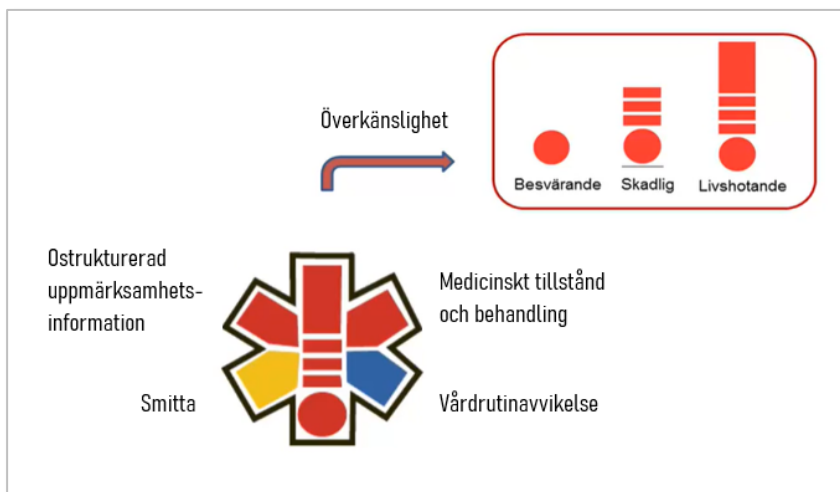 Överkänslighet
Besvärande
Skadlig
Livshotande
Ostrukturerad
uppmärksamhets-
information
Medicinskt tillstånd
och behandling
Smitta
Vårdrutinavvikelse